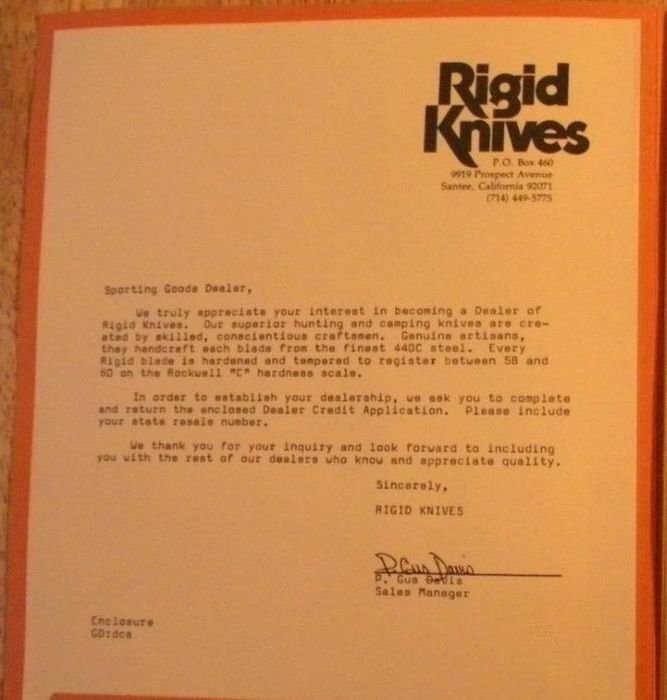 Rigid
Knives
P.O. Box 460
9919 Prospect Avenue
Santee, California 92071
(714) 449-5775
Sporting Goods Dealer,
We truly appreciate your interest in becoming a Dealer of
Rigid Knives. Our superior hunting and camping knives are cre-
ated by skilled, conscientious craftsmen. Genuine artisans,
they handcraft each blade from the finest 440C steel. Every
Rigid blade is hardened and tempered to register between 58 and
60 on the Rockwell "C" hardness scale.
In order to establish your dealership, we ask you to complete
and return the enclosed Dealer Credit Application. Please include
your state resale number.
We thank you for your inquiry and look forward to including
you with the rest of our dealers who know and appreciate quality.
Sincerely,
RIGID KNIVES
P. Gus Davis
P. Gus Davis
Sales Manager
Enclosure
GD:dcs